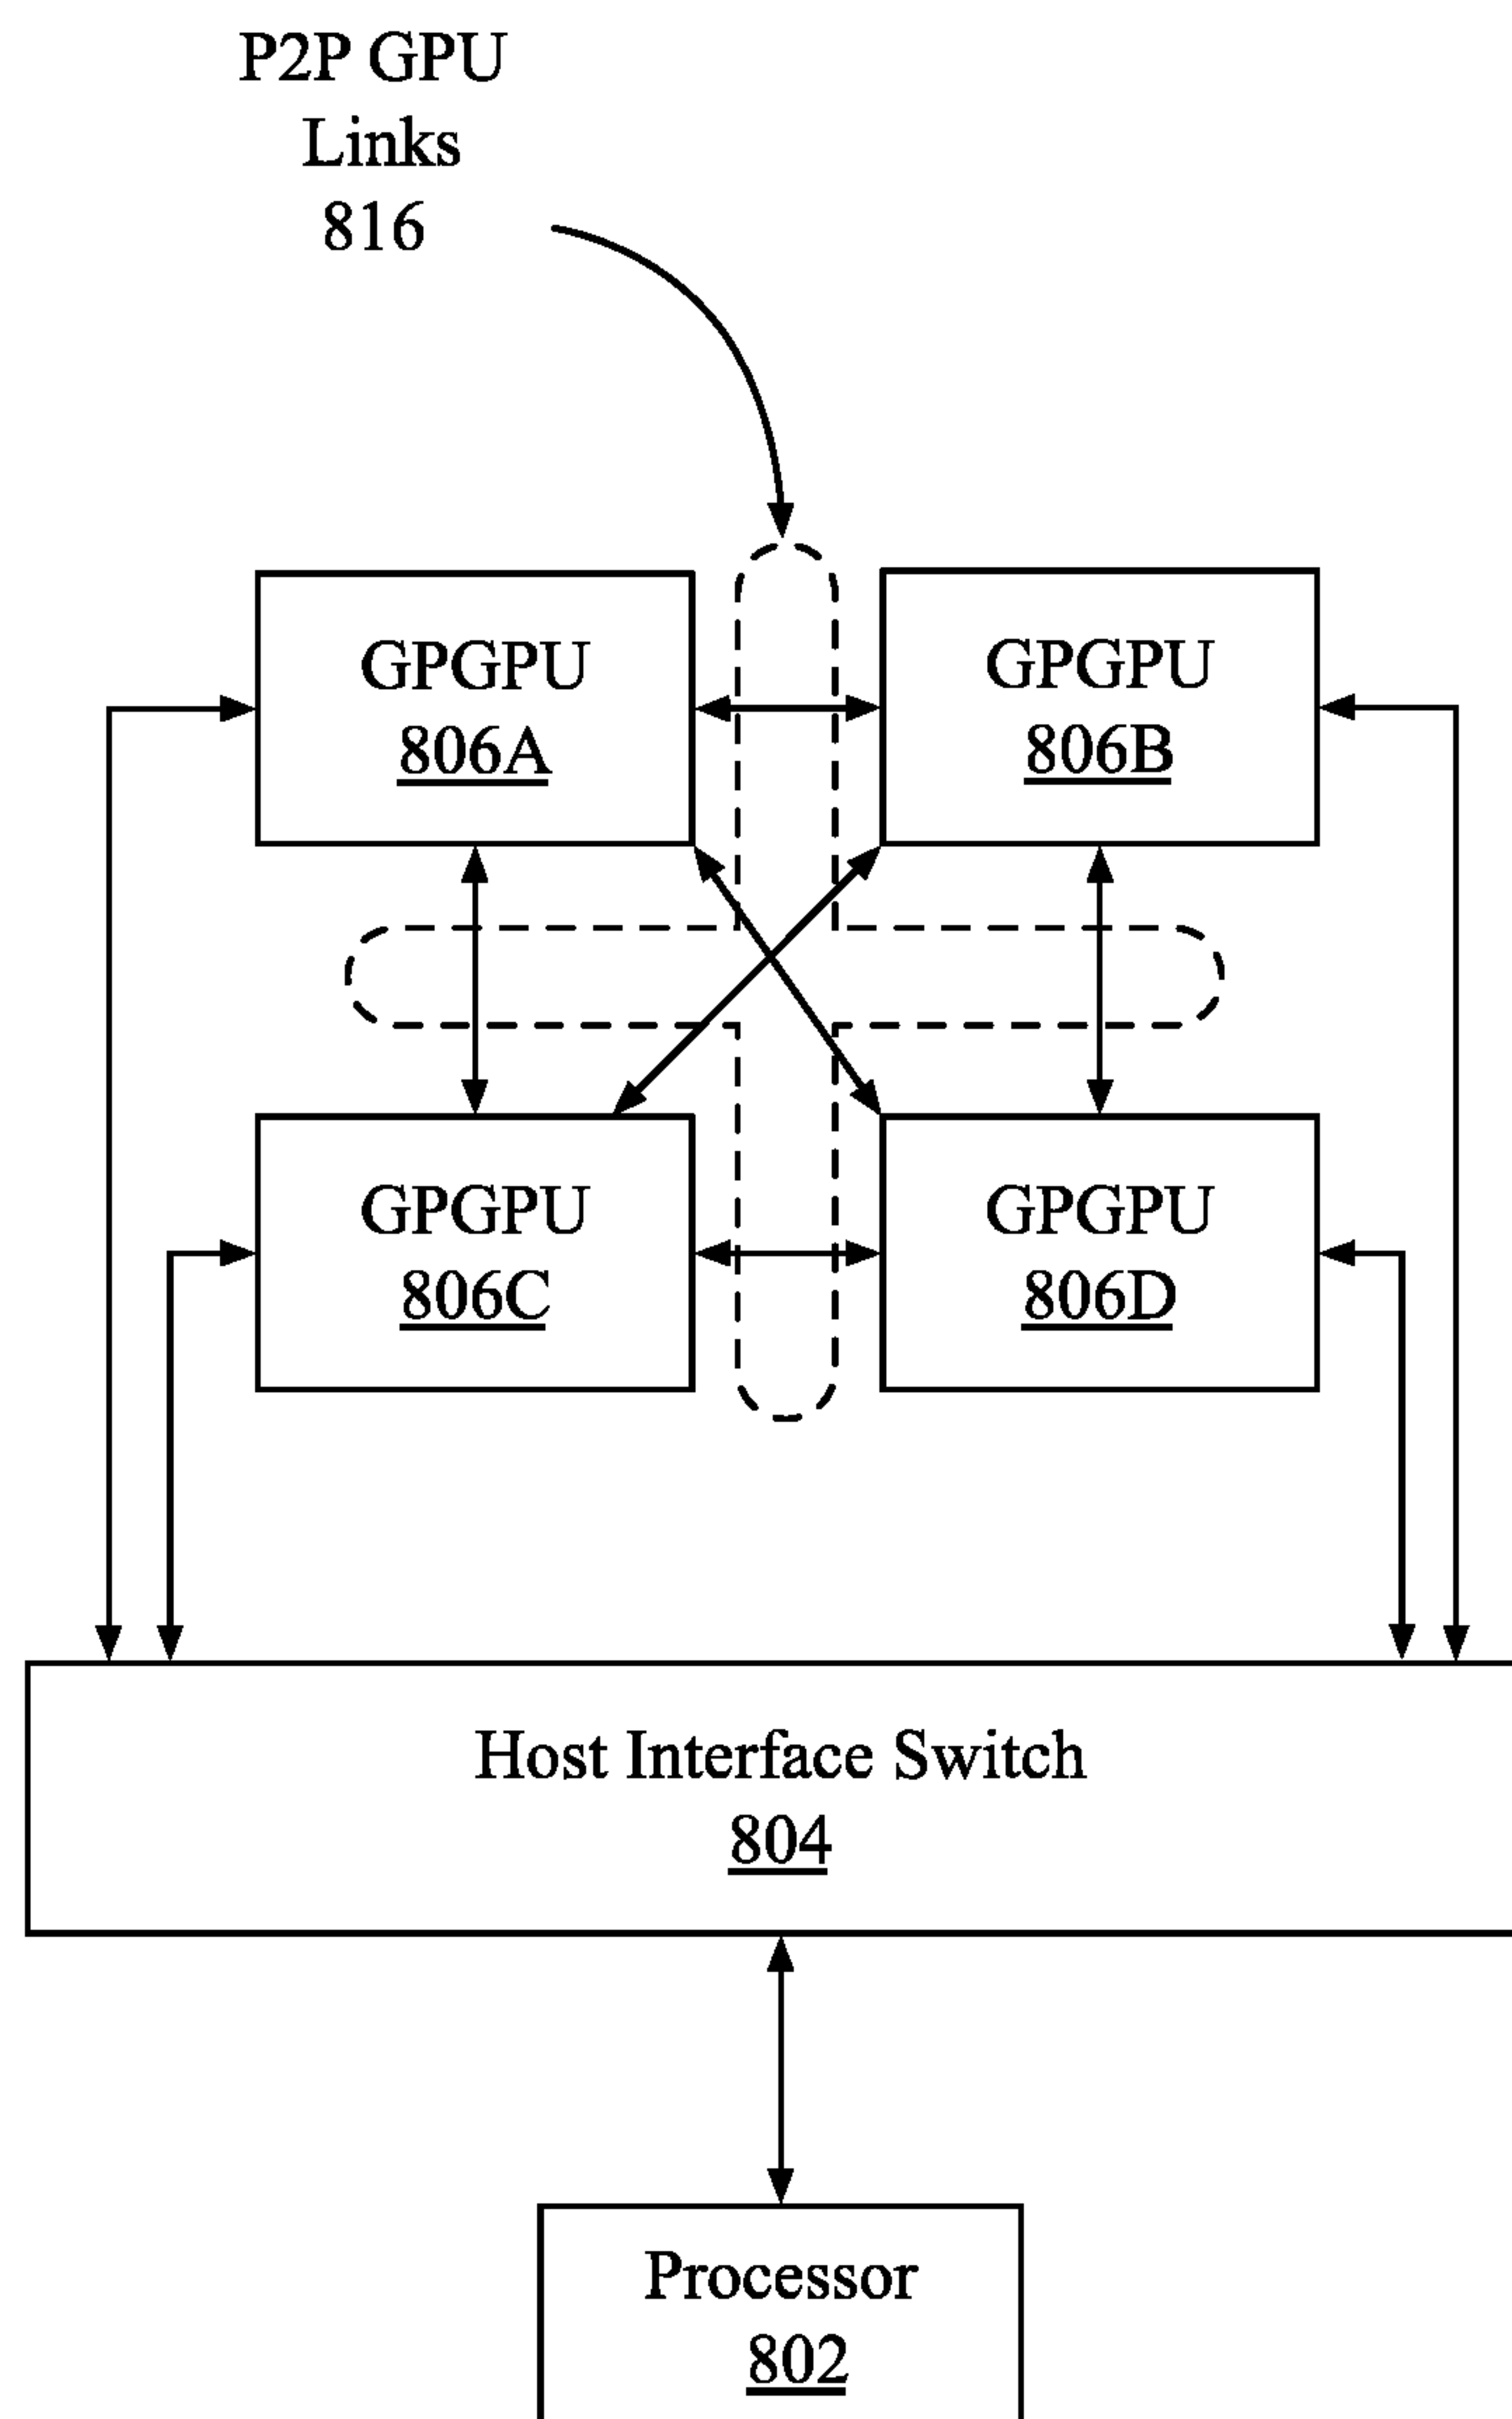 P2P GPU
Links
816
GPGPU
806A
GPGPU
806B
GPGPU
806C
GPGPU
806D
Host Interface Switch
804
Processor
802